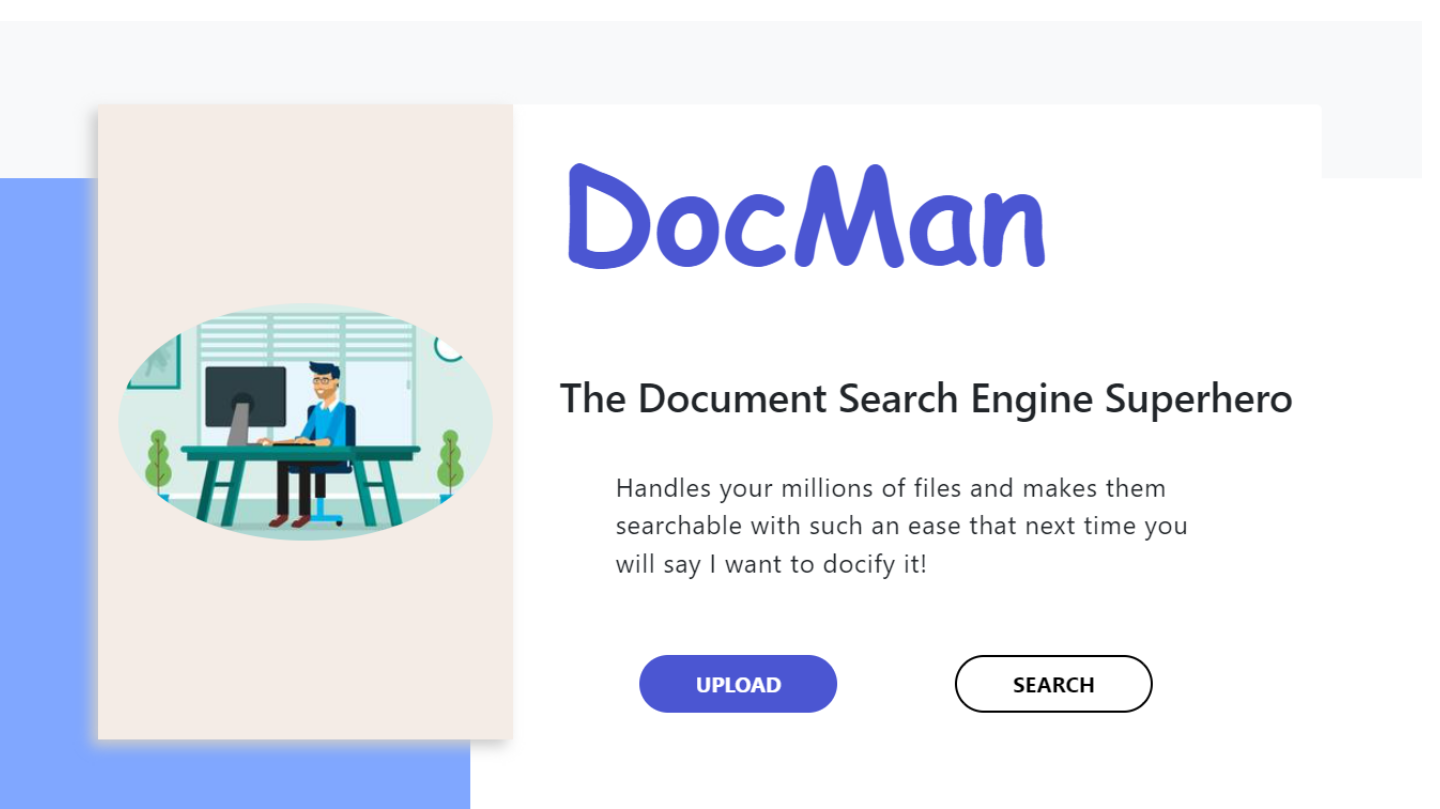 DocMan
The Document Search Engine Superhero
Handles your millions of files and makes them
searchable with such an ease that next time you
will say I want to docify it!
UPLOAD
SEARCH